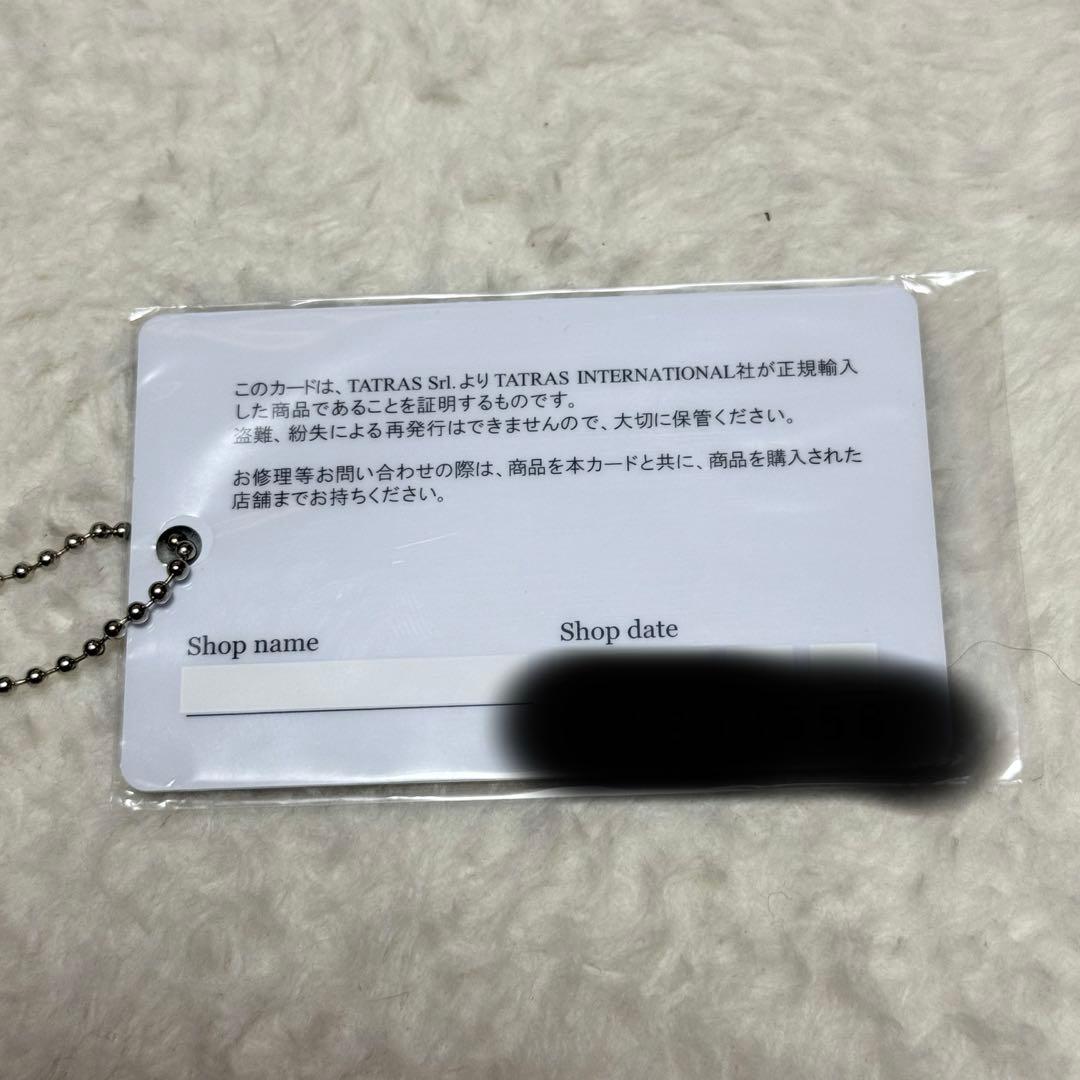 このカードは、TATRAS Srl.よりTATRAS INTERNATIONAL社が正規輸入
した商品であることを証明するものです。
盗難、紛失による再発行はできませんので、大切に保管ください。
お修理等お問い合わせの際は、商品を本カードと共に、商品を購入された
店舗までお持ちください。
Shop name
Shop date